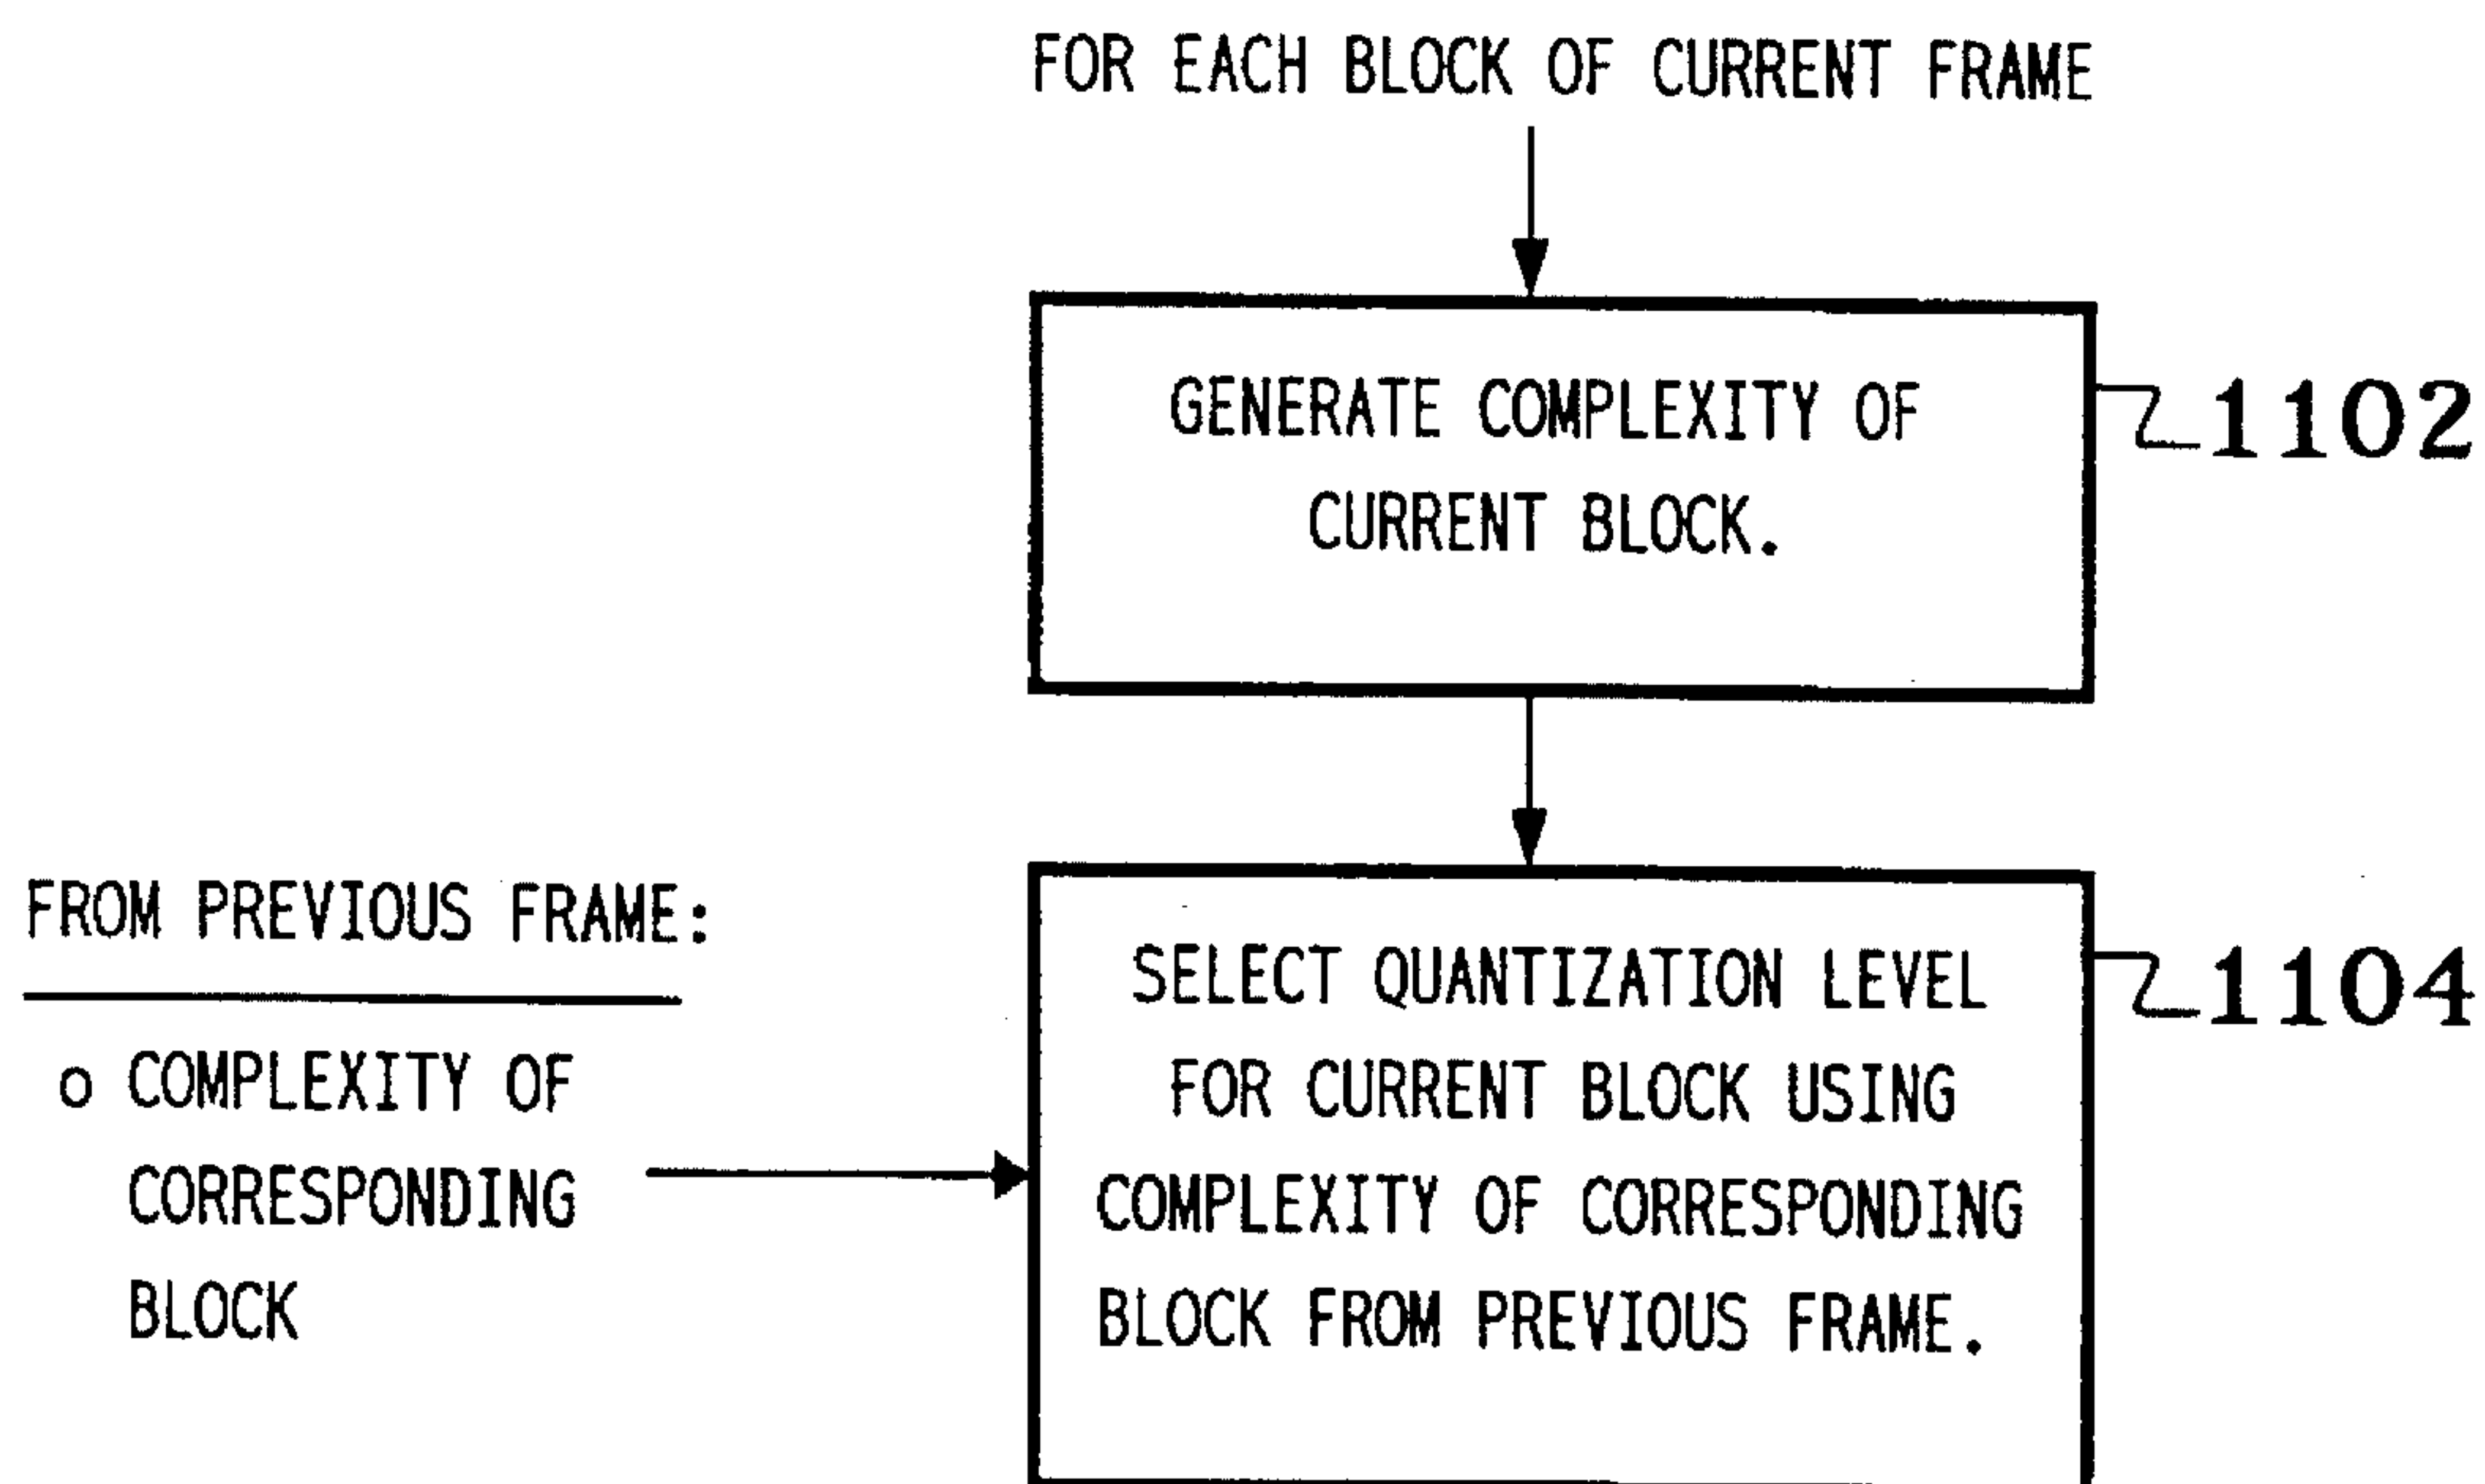 FOR EACH BLOCK OF CURRENT FRAME
GENERATE COMPLEXITY OF
CURRENT BLOCK.
1102
FROM PREVIOUS FRAME:
o COMPLEXITY OF
CORRESPONDING
BLOCK
SELECT QUANTIZATION LEVEL
FOR CURRENT BLOCK USING
COMPLEXITY OF CORRESPONDING
BLOCK FROM PREVIOUS FRAME.
1104